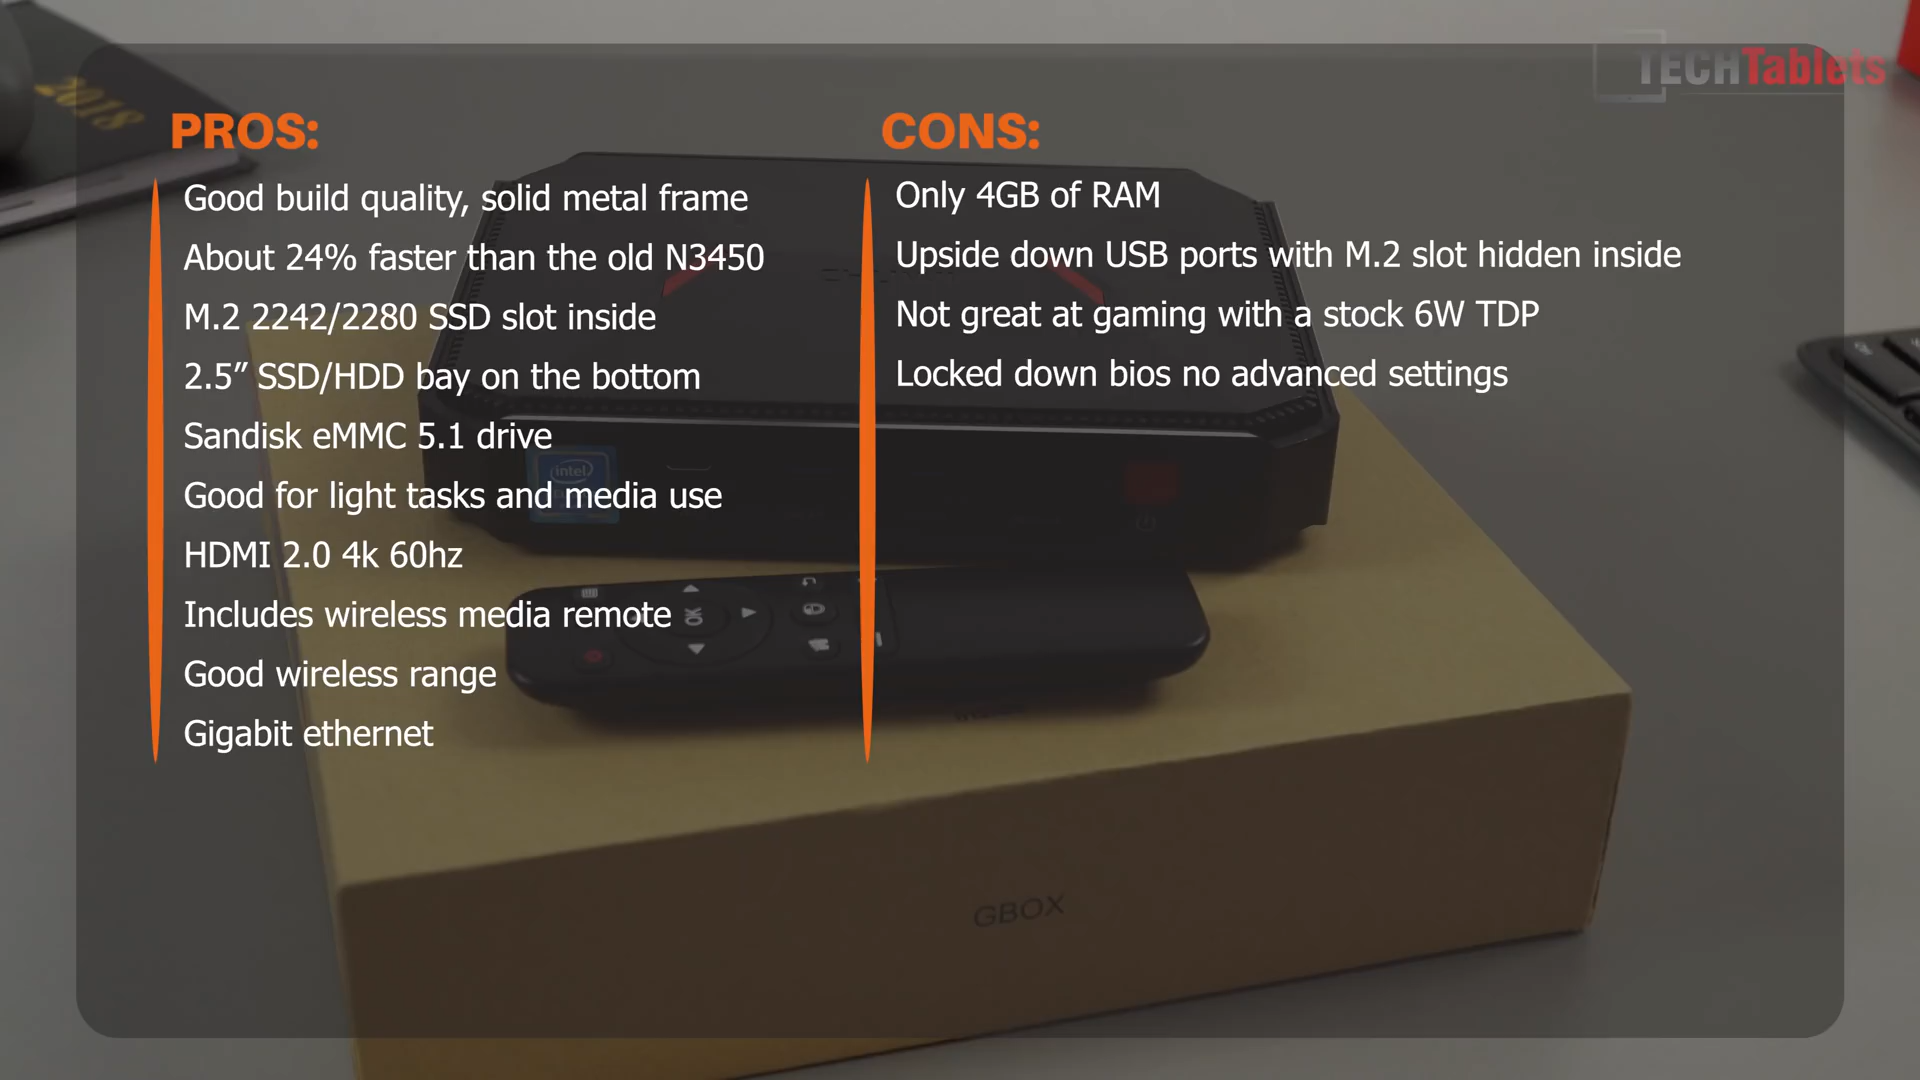 2018
TECHTablets
PROS:
Good build quality, solid metal frame
About 24% faster than the old N3450
M.2 2242/2280 SSD slot inside
2.5” SSD/HDD bay on the bottom
Sandisk eMMC 5.1 drive
Good for light tasks and media use
HDMI 2.0 4k 60hz
Includes wireless media remote
Good wireless range
Gigabit ethernet
CONS:
Only 4GB of RAM
Upside down USB ports with M.2 slot hidden inside
Not great at gaming with a stock 6W TDP
Locked down bios no advanced settings
intel
OK
GBOX